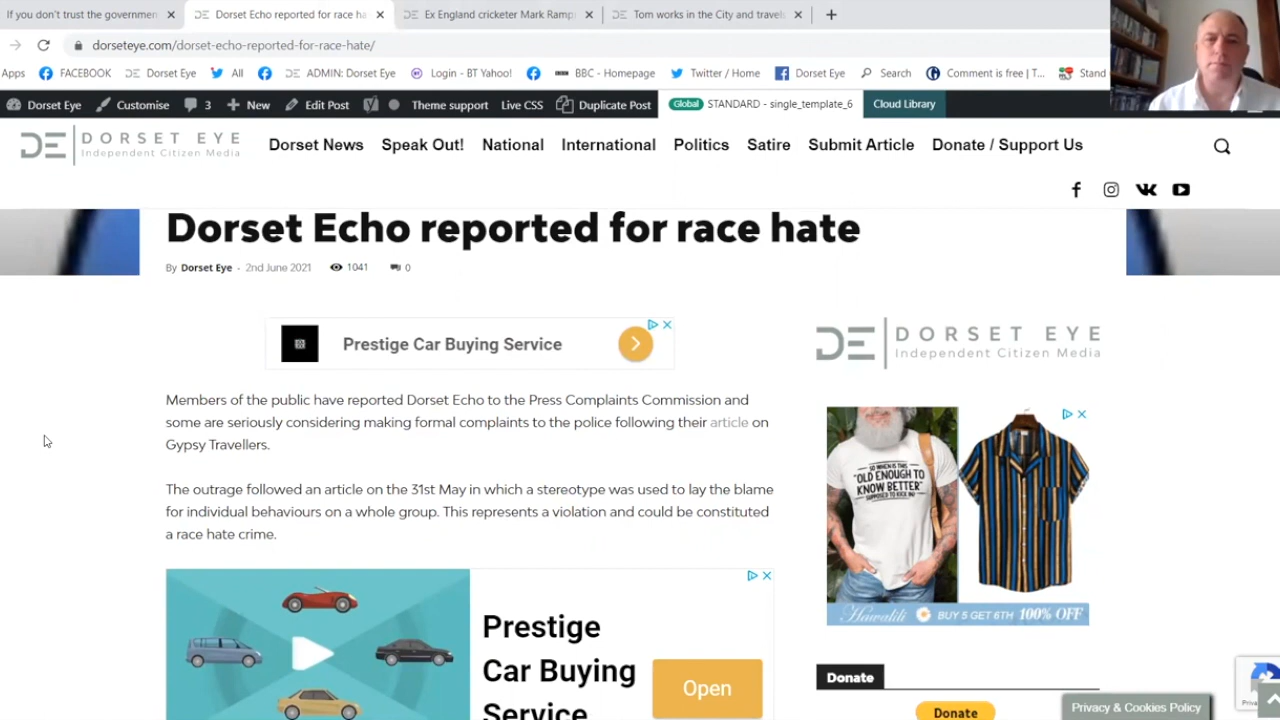 If you don't trust the governmen
Dorset Echo reported for race ha
Ex England cricketer Mark Ramp
Tom works in the City and travel
dorseteye.com/dorset-echo-reported-for-race-hate/
Apps FACEBOOK Dorset Eye All ADMIN: Dorset Eye Login - BT Yahoo! BBC - Homepage Twitter / Home Dorset Eye Search Comment is free | T... Stand
Dorset Eye Customise 3 New Edit Post Theme support Live CSS Duplicate Post Global STANDARD - single_template_6 Cloud Library
DE DORSET EYE
Independent Citizen Media
Dorset News Speak Out! National International Politics Satire Submit Article Donate / Support Us
Dorset Echo reported for race hate
By Dorset Eye - 2nd June 2021 1041 0
Prestige Car Buying Service
Members of the public have reported Dorset Echo to the Press Complaints Commission and
some are seriously considering making formal complaints to the police following their article on
Gypsy Travellers.
The outrage followed an article on the 31st May in which a stereotype was used to lay the blame
for individual behaviours on a whole group. This represents a violation and could be constituted
a race hate crime.
Prestige
Car Buying
Service
Open
DE DORSET EYE
Independent Citizen Media
SO WHEN IS THIS
"OLD ENOUGH TO
KNOW BETTER"
SUPPOSED TO KICK IN?
Hawalili BUY 5 GET 6TH 100% OFF
Donate
Donate
Privacy & Cookies Policy